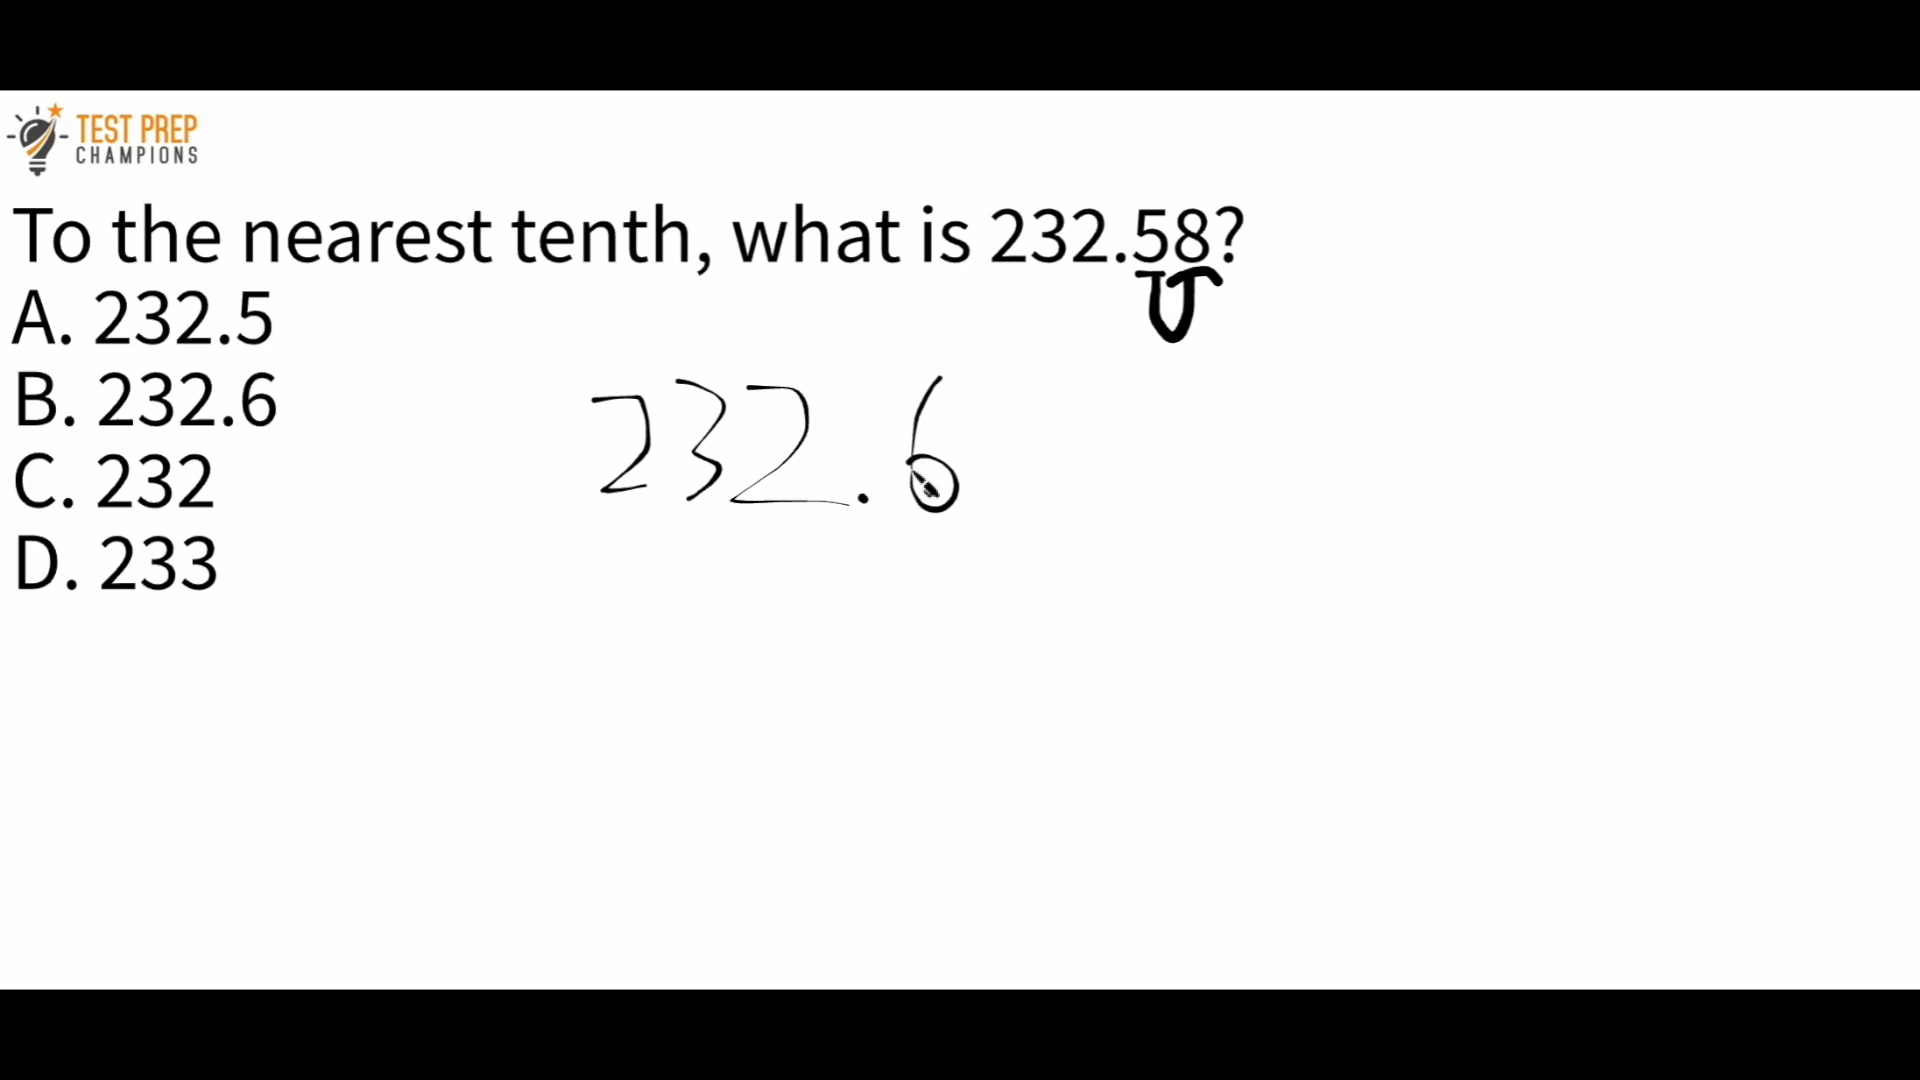 TEST PREP
CHAMPIONS
To the nearest tenth, what is 232.58?
A. 232.5
B. 232.6
C. 232
D. 233
232.6